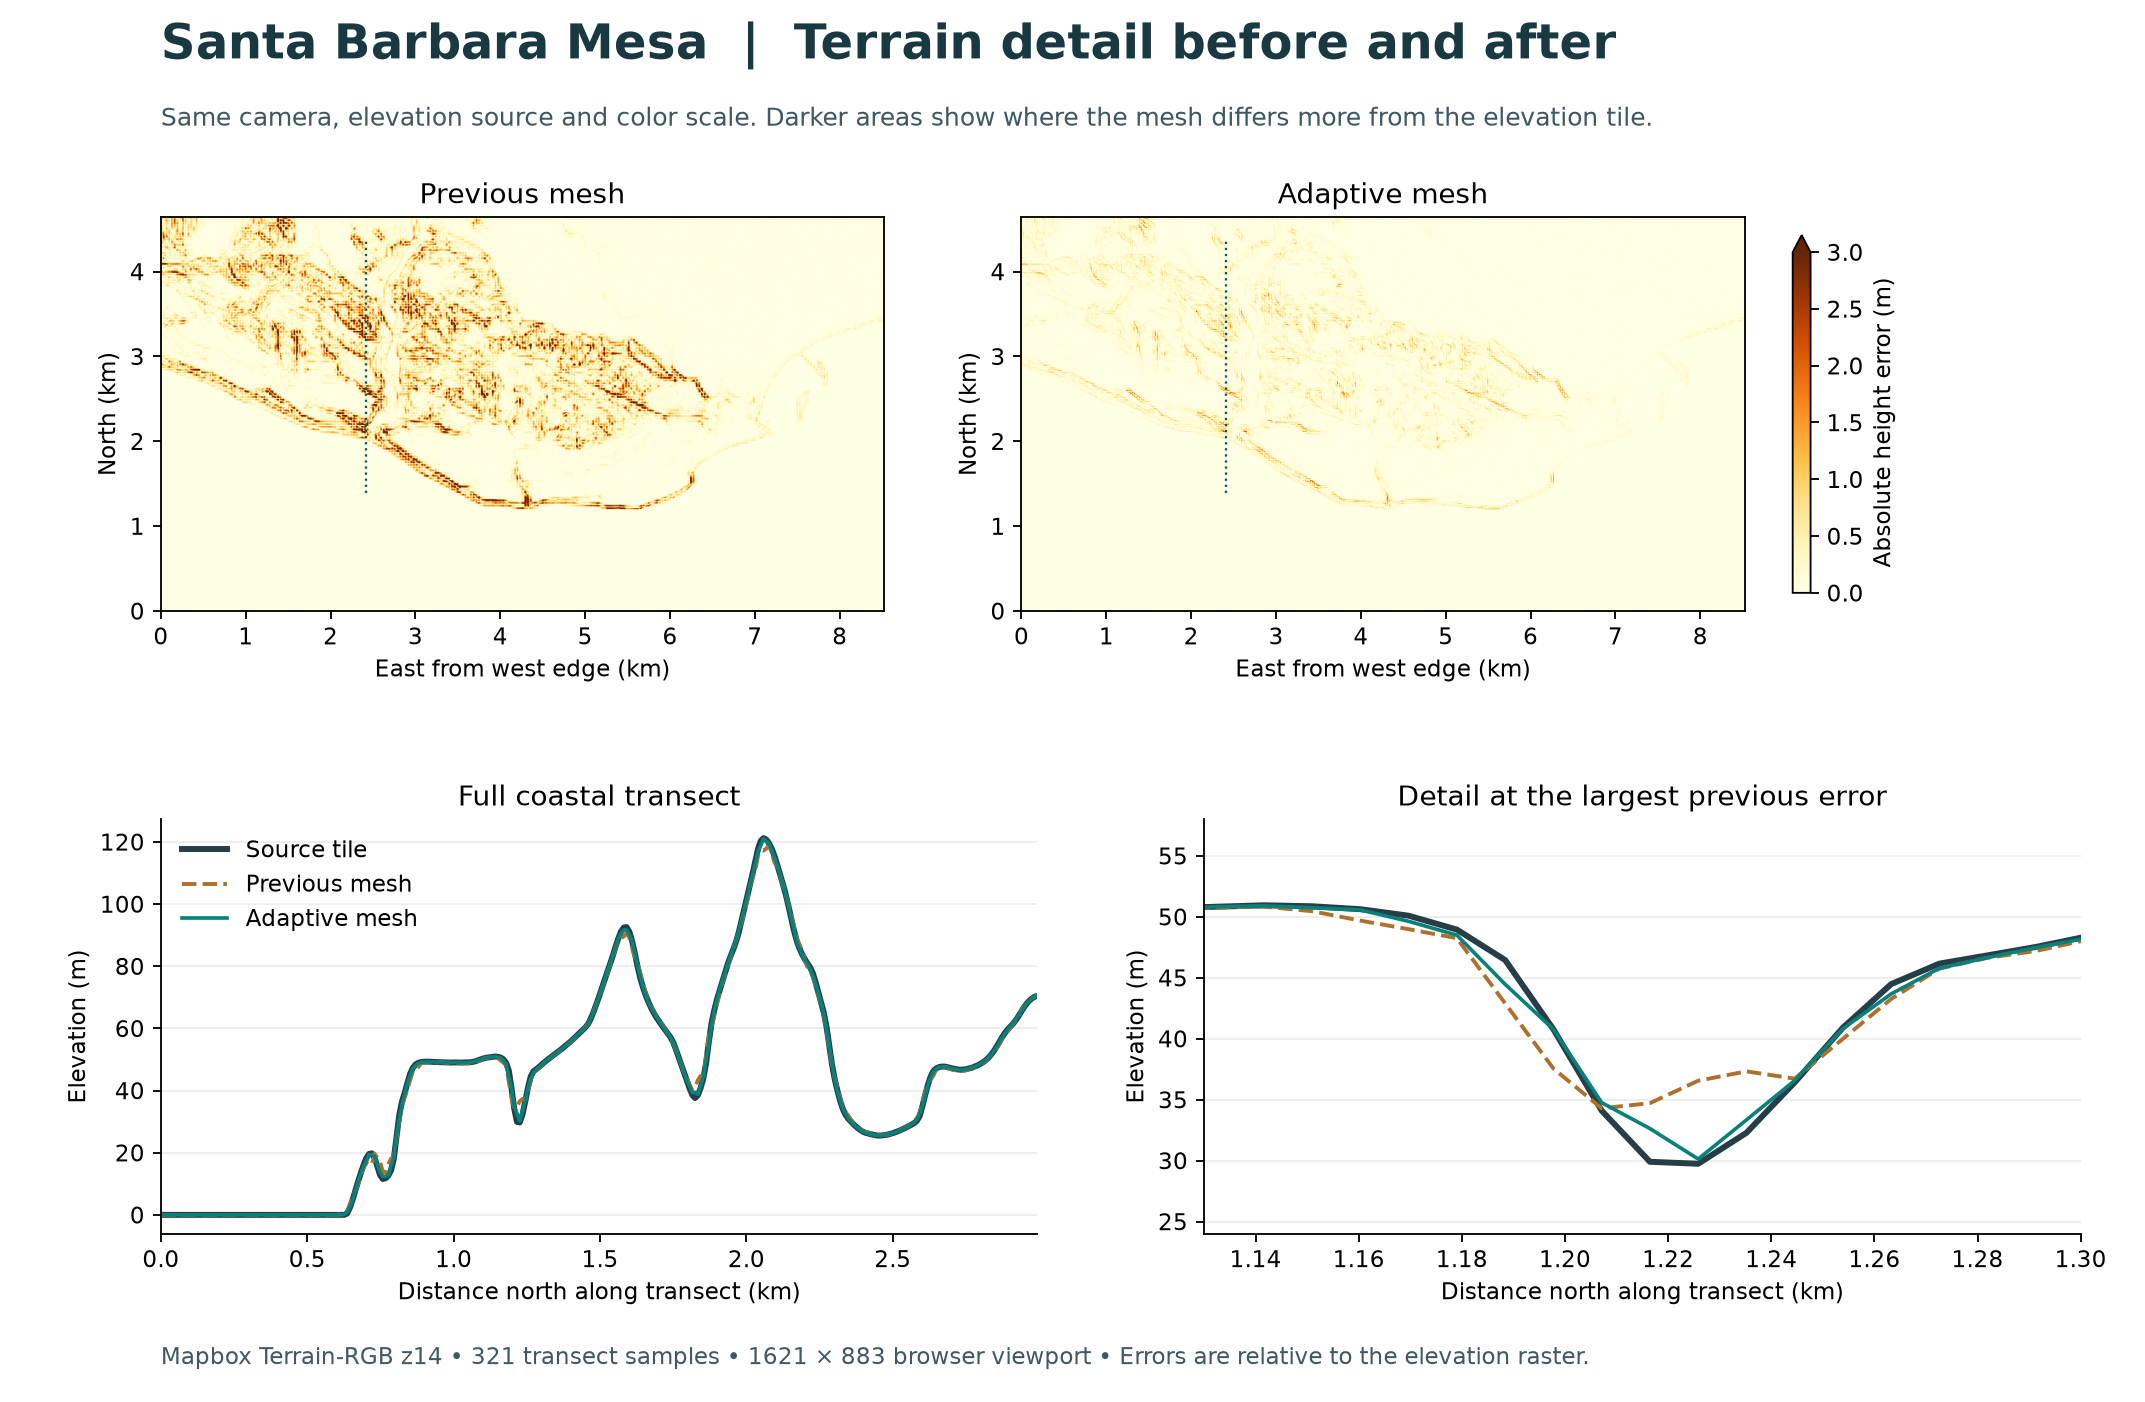 Santa Barbara Mesa | Terrain detail before and after
Same camera, elevation source and color scale. Darker areas show where the mesh differs more from the elevation tile.
Previous mesh
North (km)
4
3
2
1
0
0 1 2 3 4 5 6 7 8
East from west edge (km)
Adaptive mesh
North (km)
4
3
2
1
0
0 1 2 3 4 5 6 7 8
East from west edge (km)
3.0
2.5
2.0
1.5
1.0
0.5
0.0
Absolute height error (m)
Full coastal transect
Elevation (m)
120
100
80
60
40
20
0
Source tile
Previous mesh
Adaptive mesh
0.0 0.5 1.0 1.5 2.0 2.5
Distance north along transect (km)
Detail at the largest previous error
Elevation (m)
55
50
45
40
35
30
25
1.14 1.16 1.18 1.20 1.22 1.24 1.26 1.28 1.30
Distance north along transect (km)
Mapbox Terrain-RGB z14 • 321 transect samples • 1621 × 883 browser viewport • Errors are relative to the elevation raster.